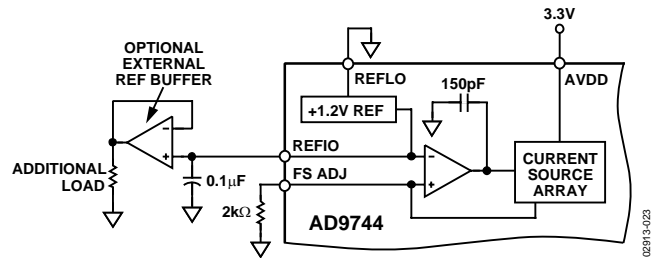 3.3V
OPTIONAL
EXTERNAL
REF BUFFER
REFLO
150pF
AVDD
+1.2V REF
–
+
REFIO
–
+
ADDITIONAL
LOAD
0.1µF
FS ADJ
CURRENT
SOURCE
ARRAY
2kΩ
AD9744
02913-023